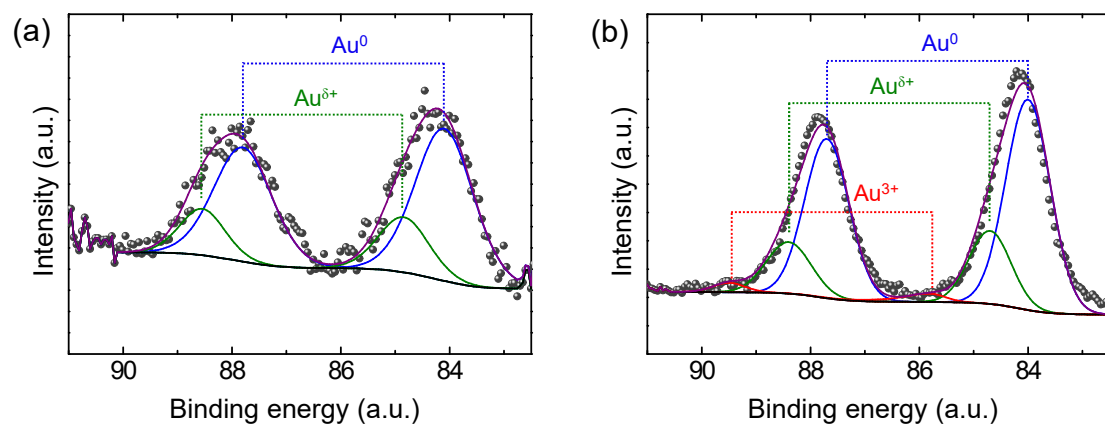 (a)
Au⁰
Auᵟ⁺
Intensity (a.u.)
90
88
86
84
Binding energy (a.u.)
(b)
Au⁰
Auᵟ⁺
Au³⁺
Intensity (a.u.)
90
88
86
84
Binding energy (a.u.)